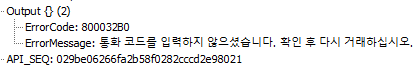 Output {} (2)
ErrorCode: 800032B0
ErrorMessage: 통화 코드를 입력하지 않으셨습니다. 확인 후 다시 거래하십시오.
API_SEQ: 029be06266fa2b58f0282cccd2e98021